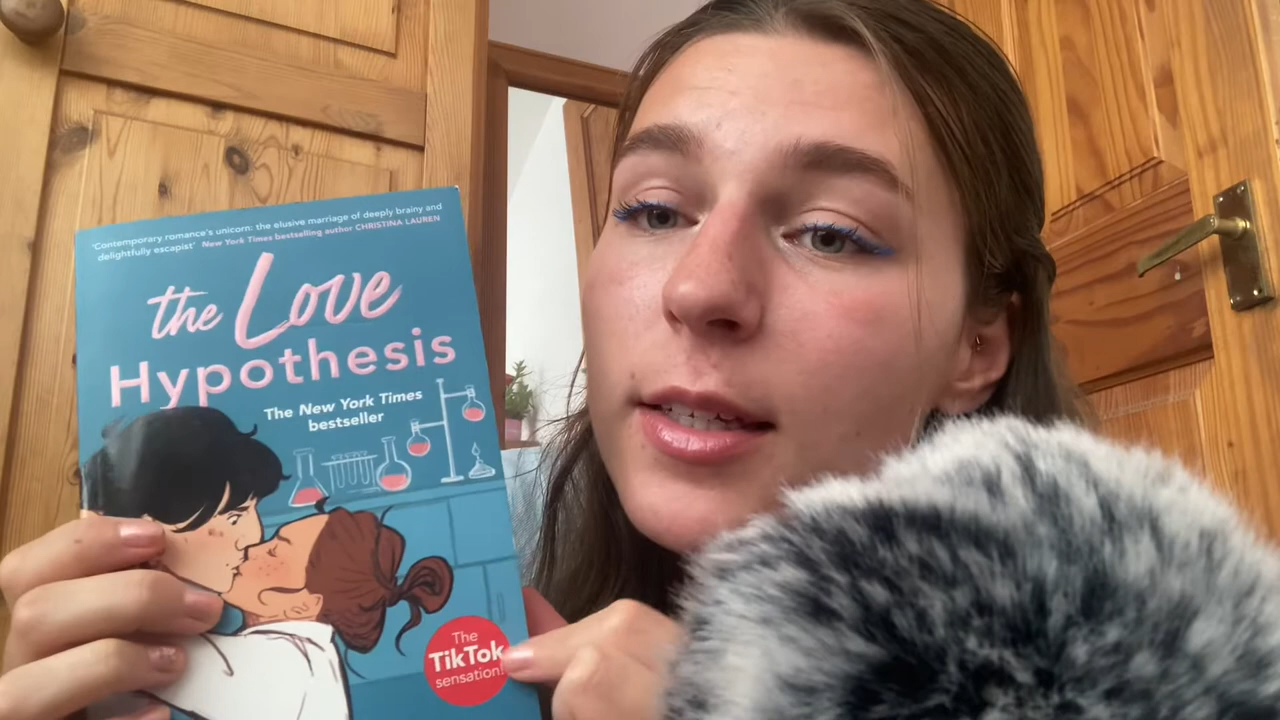 'Contemporary romance's unicorn: the elusive marriage of deeply brainy and
delightfully escapist' New York Times bestselling author CHRISTINA LAUREN
the Love
Hypothesis
The New York Times
bestseller
The
TikTok
sensation!